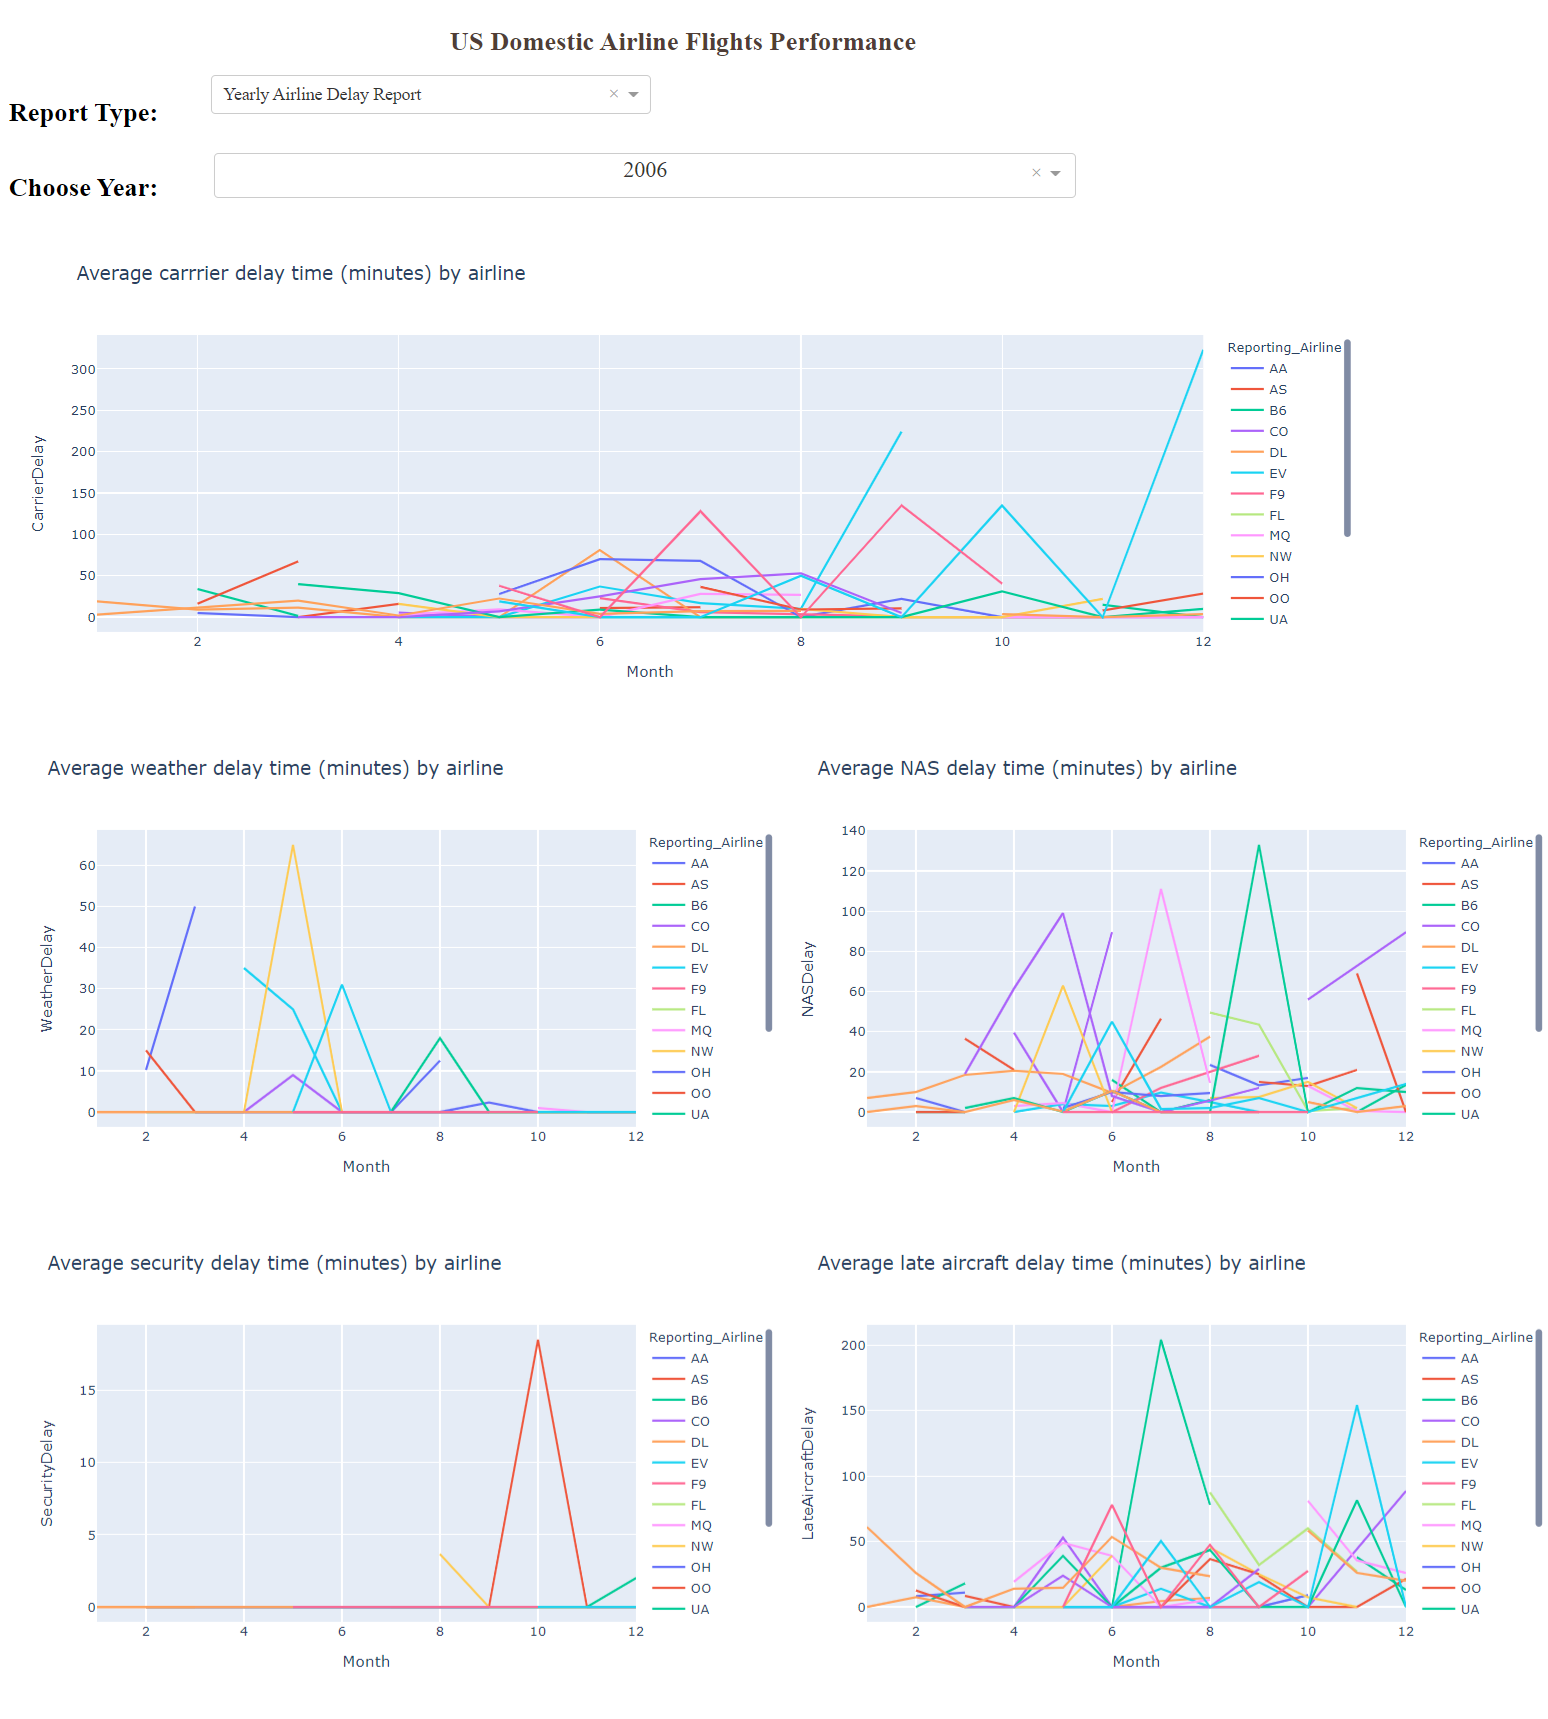 US Domestic Airline Flights Performance
Report Type:
Yearly Airline Delay Report × 
Choose Year:
2006 ×
Average carrrier delay time (minutes) by airline
CarrierDelay
300
250
200
150
100
50
0
2 4 6 8 10 12
Month
Reporting_Airline
AA
AS
B6
CO
DL
EV
F9
FL
MQ
NW
OH
OO
UA
Average weather delay time (minutes) by airline
WeatherDelay
60
50
40
30
20
10
0
2 4 6 8 10 12
Month
Reporting_Airline
AA
AS
B6
CO
DL
EV
F9
FL
MQ
NW
OH
OO
UA
Average NAS delay time (minutes) by airline
NASDelay
140
120
100
80
60
40
20
0
2 4 6 8 10 12
Month
Reporting_Airline
AA
AS
B6
CO
DL
EV
F9
FL
MQ
NW
OH
OO
UA
Average security delay time (minutes) by airline
SecurityDelay
15
10
5
0
2 4 6 8 10 12
Month
Reporting_Airline
AA
AS
B6
CO
DL
EV
F9
FL
MQ
NW
OH
OO
UA
Average late aircraft delay time (minutes) by airline
LateAircraftDelay
200
150
100
50
0
2 4 6 8 10 12
Month
Reporting_Airline
AA
AS
B6
CO
DL
EV
F9
FL
MQ
NW
OH
OO
UA